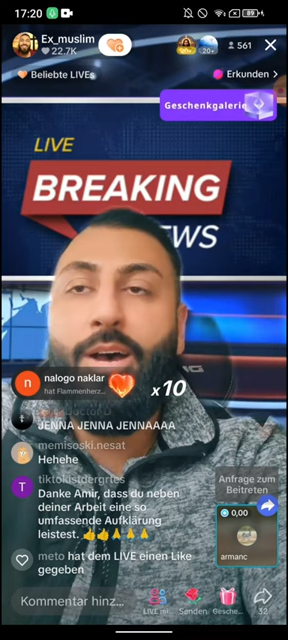 17:20
89
Ex_muslim
22.7K
20+
561
Beliebte LIVEs
Erkunden >
Geschenkgalerie
LIVE
BREAKING
NEWS
nalogo naklar
hat Flammenherz...
x10
JENNA JENNA JENNAAAA
memisoski.nesat
Hehehe
T
tiktokistdergrtes
Danke Amir, dass du neben
deiner Arbeit eine so
umfassende Aufklärung
leistest. 👍👍🙏🙏🙏
meto hat dem LIVE einen Like
gegeben
Anfrage zum
Beitreten
0,00
armanc
Kommentar hinz...
Senden
Gesche...
32